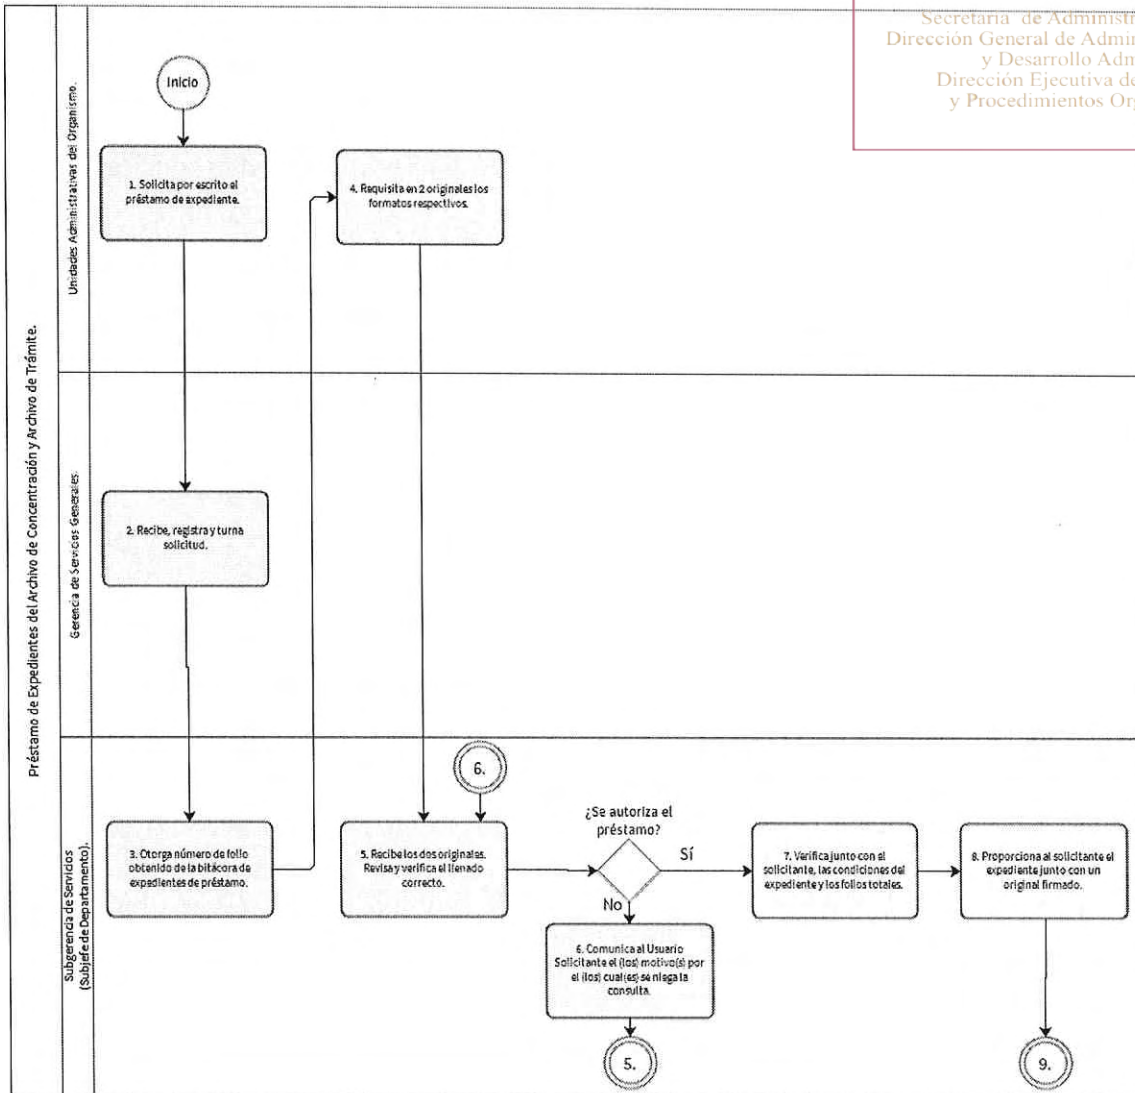 Secretaría de Administr
Dirección General de Admin
y Desarrollo Adm
Dirección Ejecutiva de
y Procedimientos Org
Préstamo de Expedientes del Archivo de Concentración y Archivo de Trámite.
Unidades Administrativas del Organismo.
Inicio
1. Solicita por escrito el
préstamo de expediente.
4. Requisita en 2 originales los
formatos respectivos.
Gerencia de Servicios Generales.
2. Recibe, registra y turna
solicitud.
Subgerencia de Servicios
(Subjefe de Departamento).
3. Otorga número de folio
obtenido de la bitácora de
expedientes de préstamo.
6.
5. Recibe los dos originales.
Revisa y verifica el llenado
correcto.
¿Se autoriza el
préstamo?
Sí
No
6. Comunica al Usuario
Solicitante el (los) motivo(s) por
el (los) cual(es) se niega la
consulta.
5.
7. Verifica junto con el
solicitante, las condiciones del
expediente y los folios totales.
8. Proporciona al solicitante el
expediente junto con un
original firmado.
9.